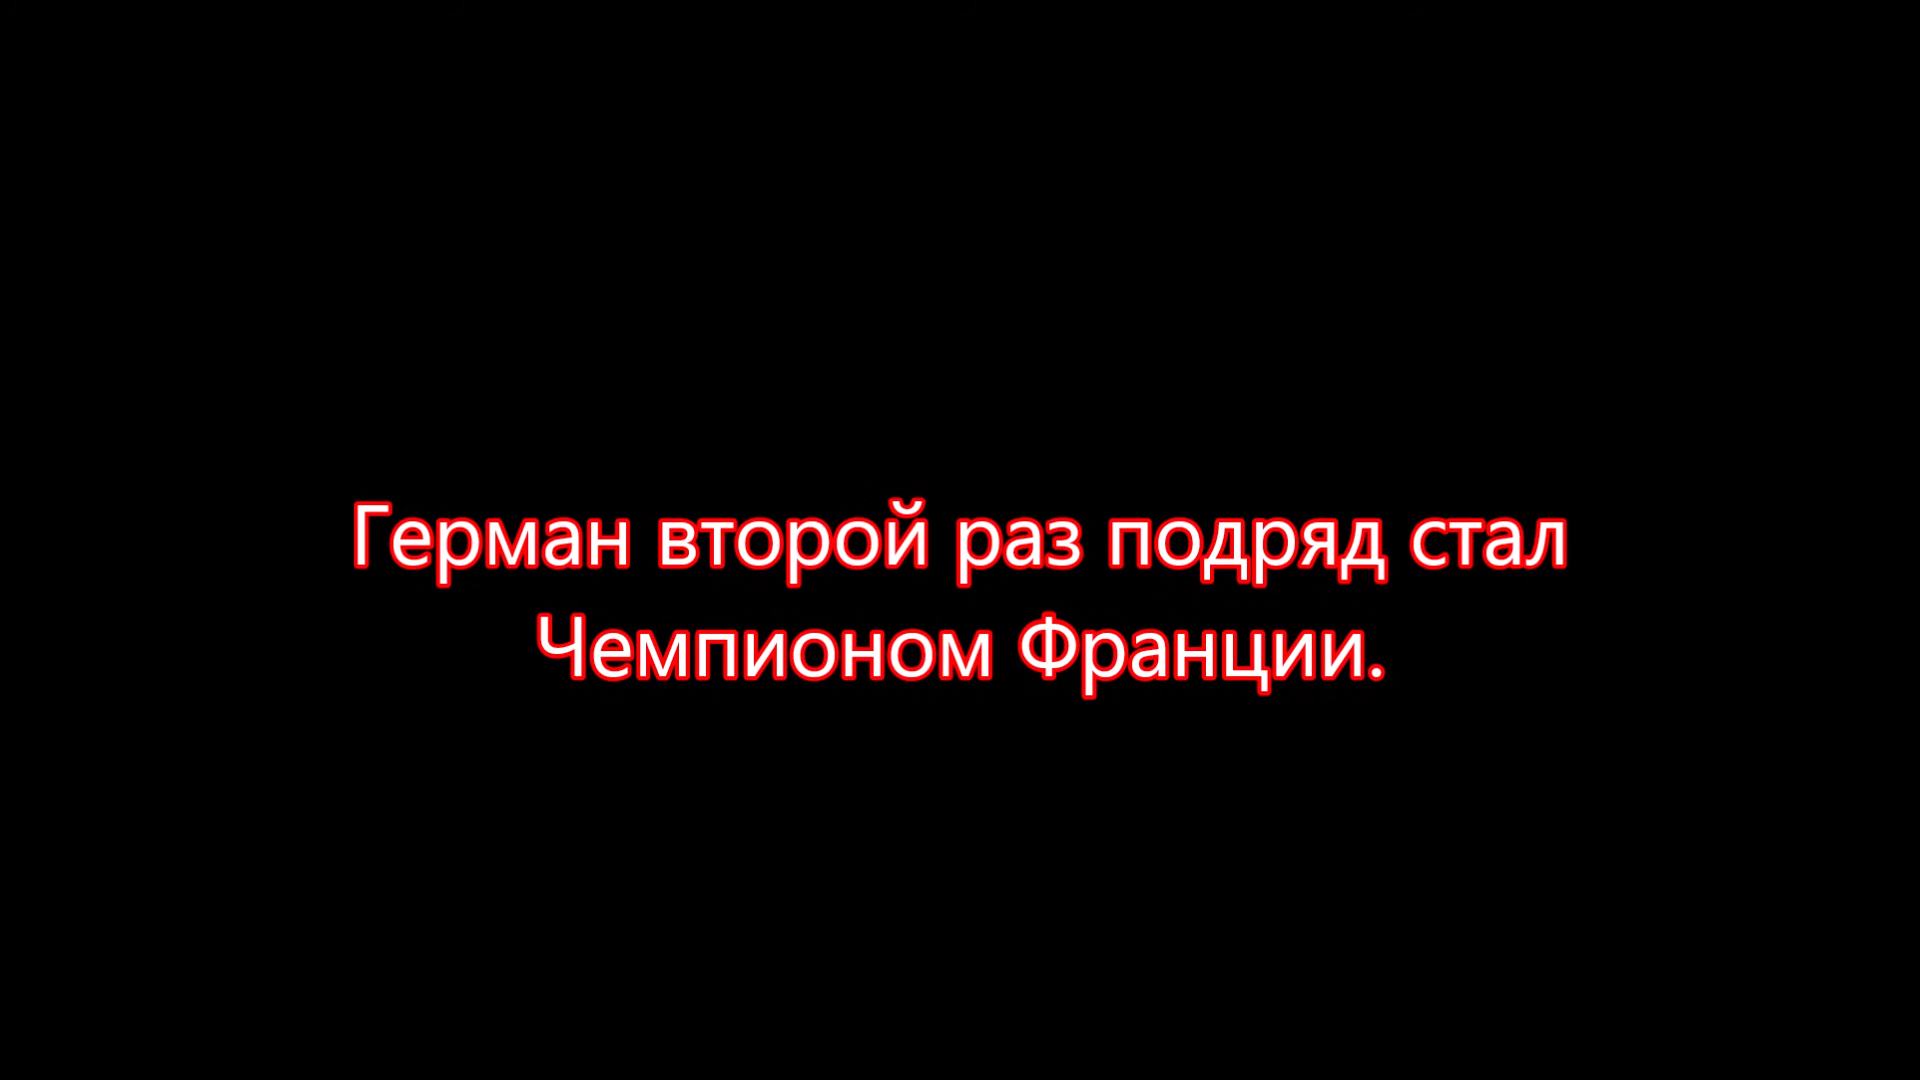 Герман второй раз подряд стал
Чемпионом Франции.